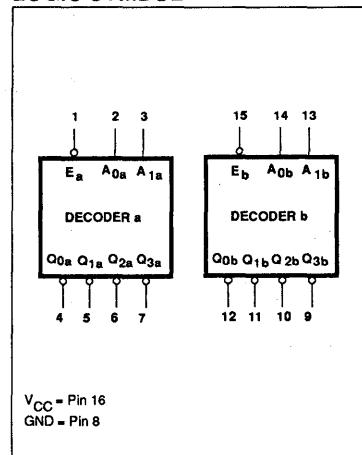 LOGIC SYMBOL
1 2 3
15 14 13
Ea A0a A1a
Eb A0b A1b
DECODER a
DECODER b
Q0a Q1a Q2a Q3a
Q0b Q1b Q2b Q3b
4 5 6 7
12 11 10 9
VCC = Pin 16
GND = Pin 8